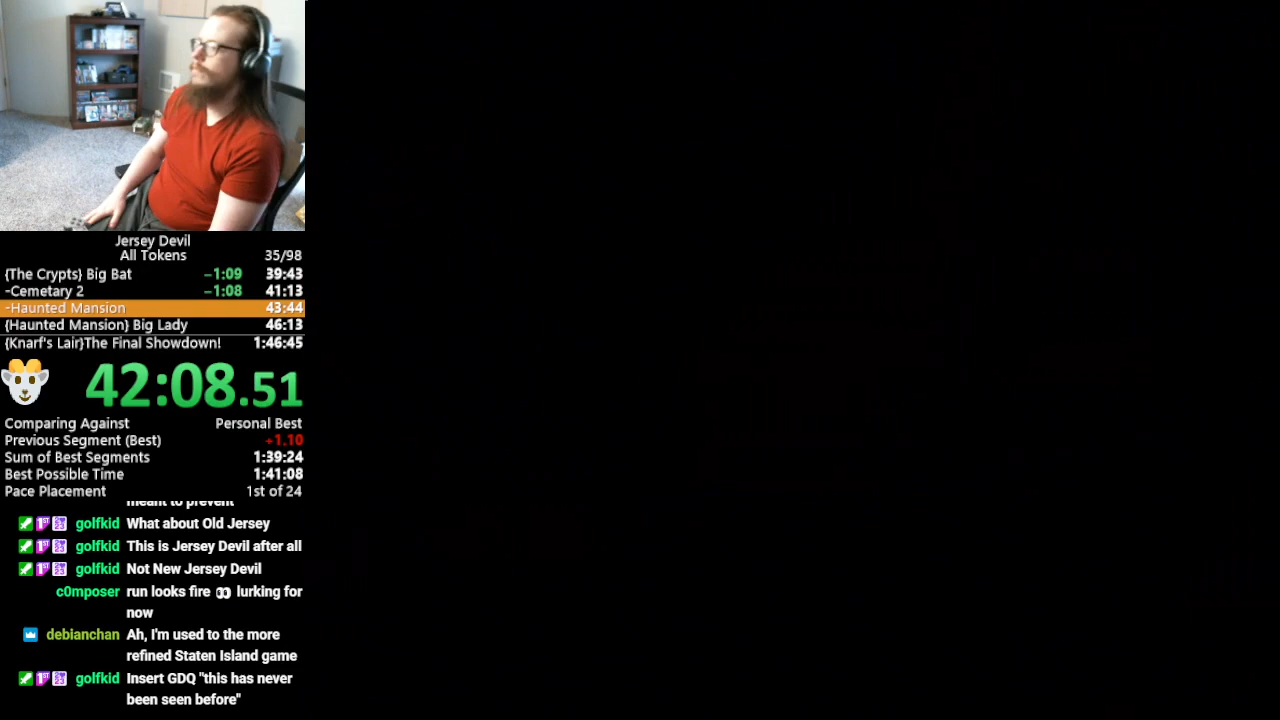 Jersey Devil
All Tokens 35/98
{The Crypts} Big Bat −1:09 39:43
-Cemetary 2 −1:08 41:13
-Haunted Mansion 43:44
{Haunted Mansion} Big Lady 46:13
{Knarf's Lair}The Final Showdown! 1:46:45
42:08.51
Comparing Against Personal Best
Previous Segment (Best) +1.10
Sum of Best Segments 1:39:24
Best Possible Time 1:41:08
Pace Placement 1st of 24
meant to prevent
golfkid What about Old Jersey
golfkid This is Jersey Devil after all
golfkid Not New Jersey Devil
c0mposer run looks fire 👀 lurking for
now
debianchan Ah, I'm used to the more
refined Staten Island game
golfkid Insert GDQ "this has never
been seen before"